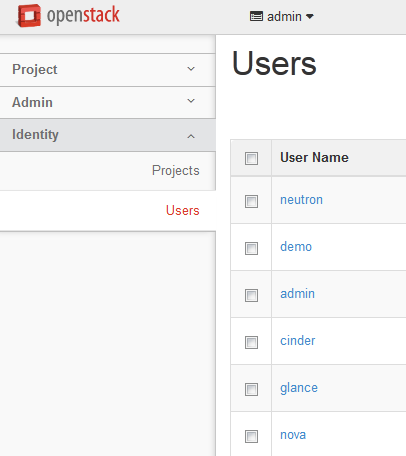 openstack
admin
Project
Admin
Identity
Projects
Users
Users
User Name
neutron
demo
admin
cinder
glance
nova